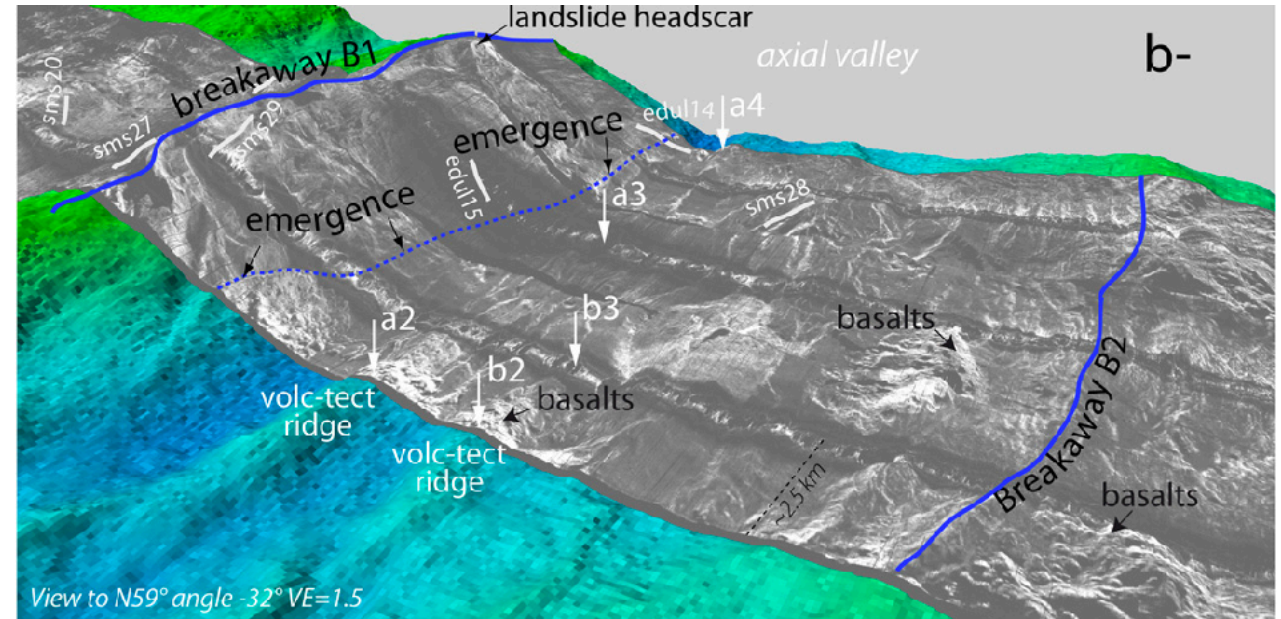 landslide headscar
axial valley
b-
breakaway B1
sms20
sms27
sms29
emergence
edul14
a4
edul15
a3
sms28
emergence
a2
b3
basalts
b2
basalts
volc-tect
ridge
volc-tect
ridge
~2.5 km
Breakaway B2
basalts
View to N59° angle -32° VE=1.5